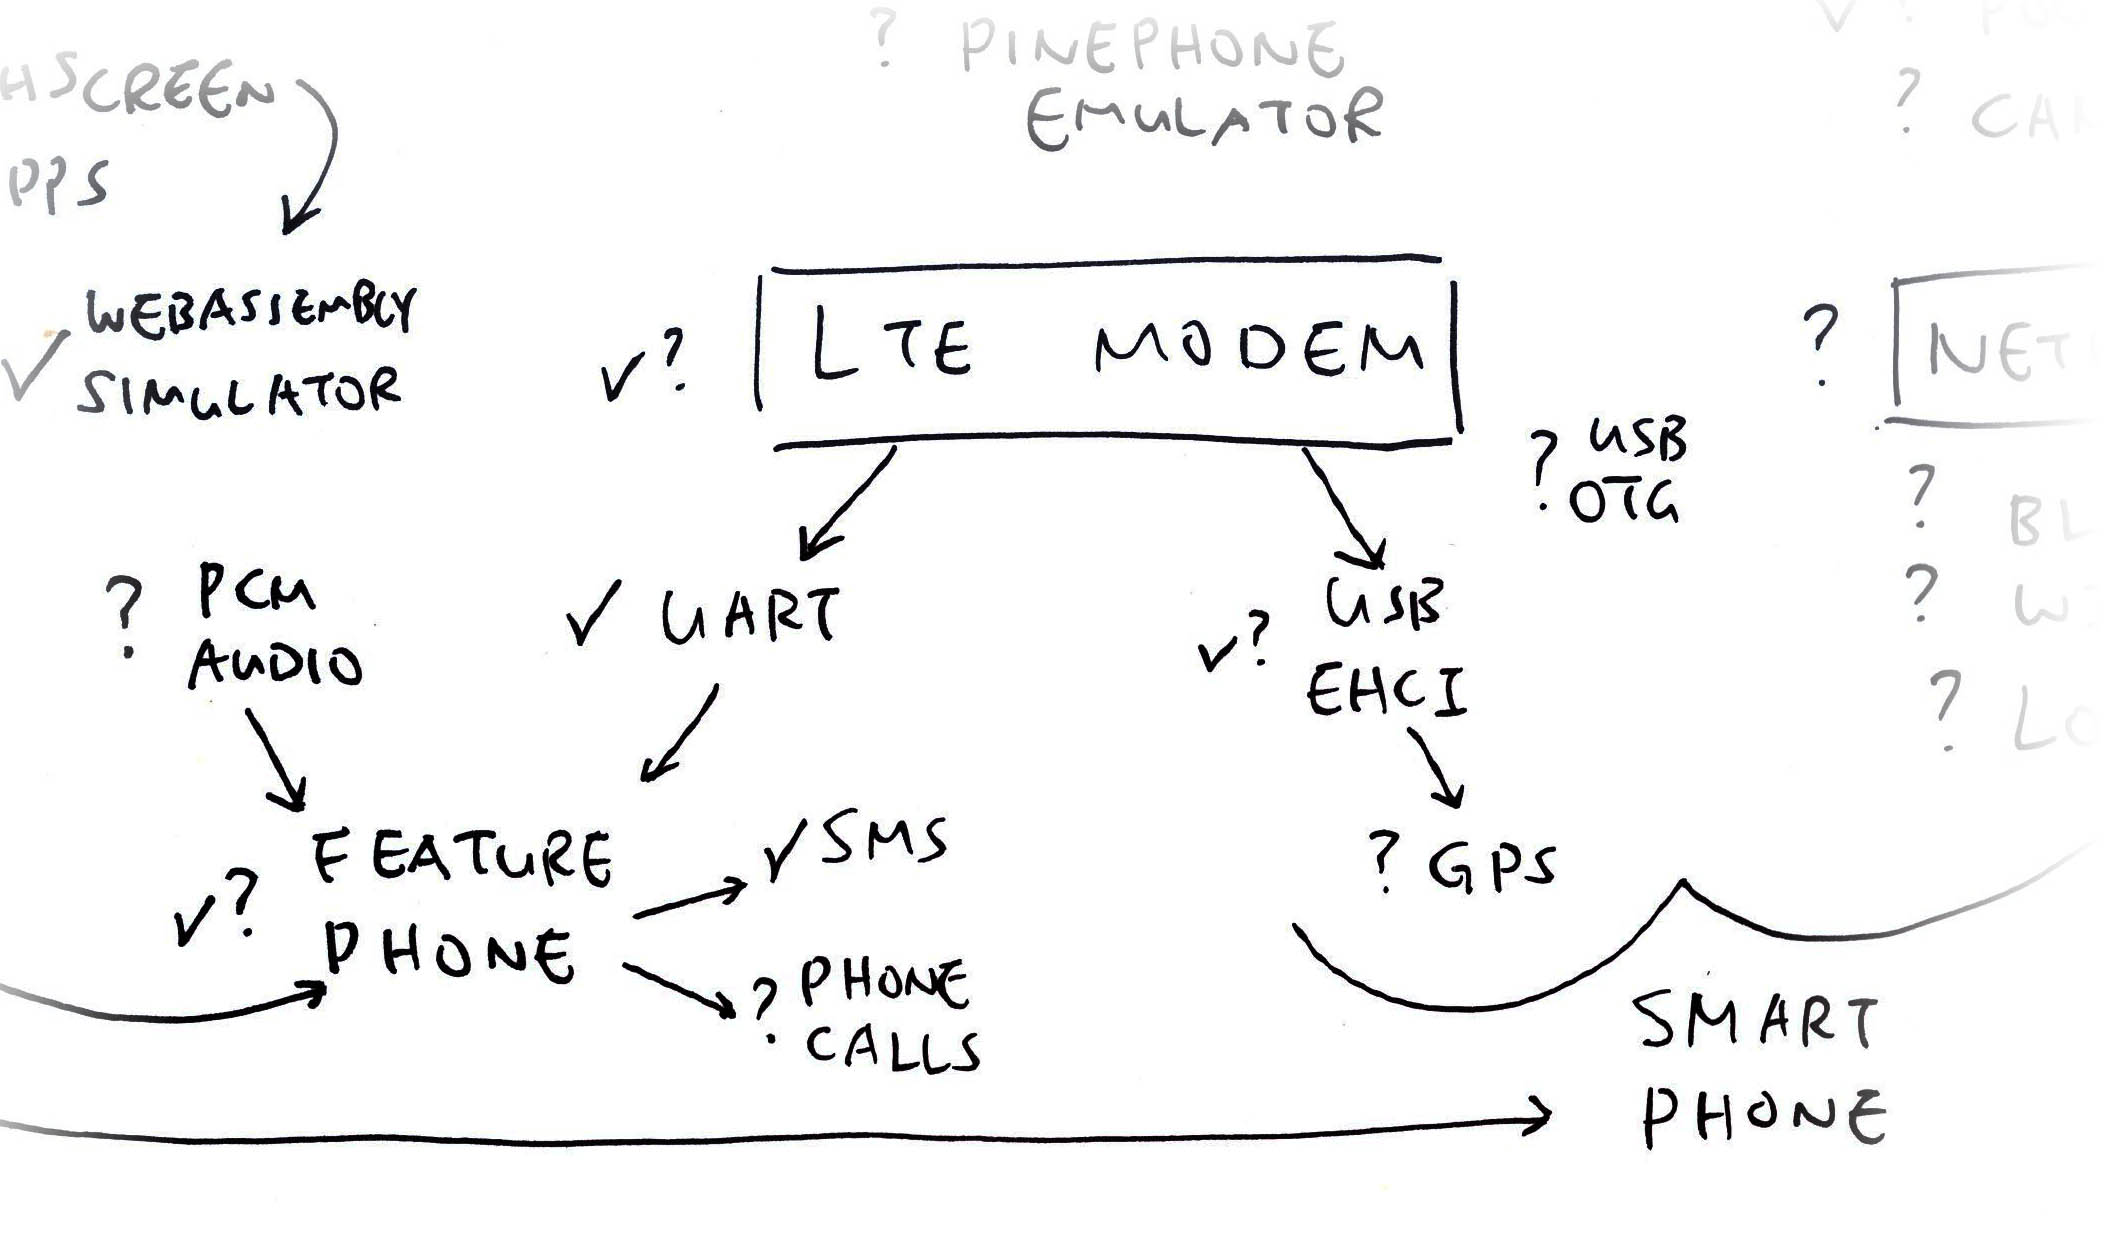 ? PINEPHONE
EMULATOR
HSCREEN
PPS
?
✓ WEBASSEMBLY
SIMULATOR
✓? LTE MODEM
? NET
? USB
OTG
? BL
? PCM
AUDIO
✓ UART
✓? USB
EHCI
?
? LO
✓? FEATURE
PHONE
✓ SMS
? PHONE
CALLS
? GPS
SMART
PHONE